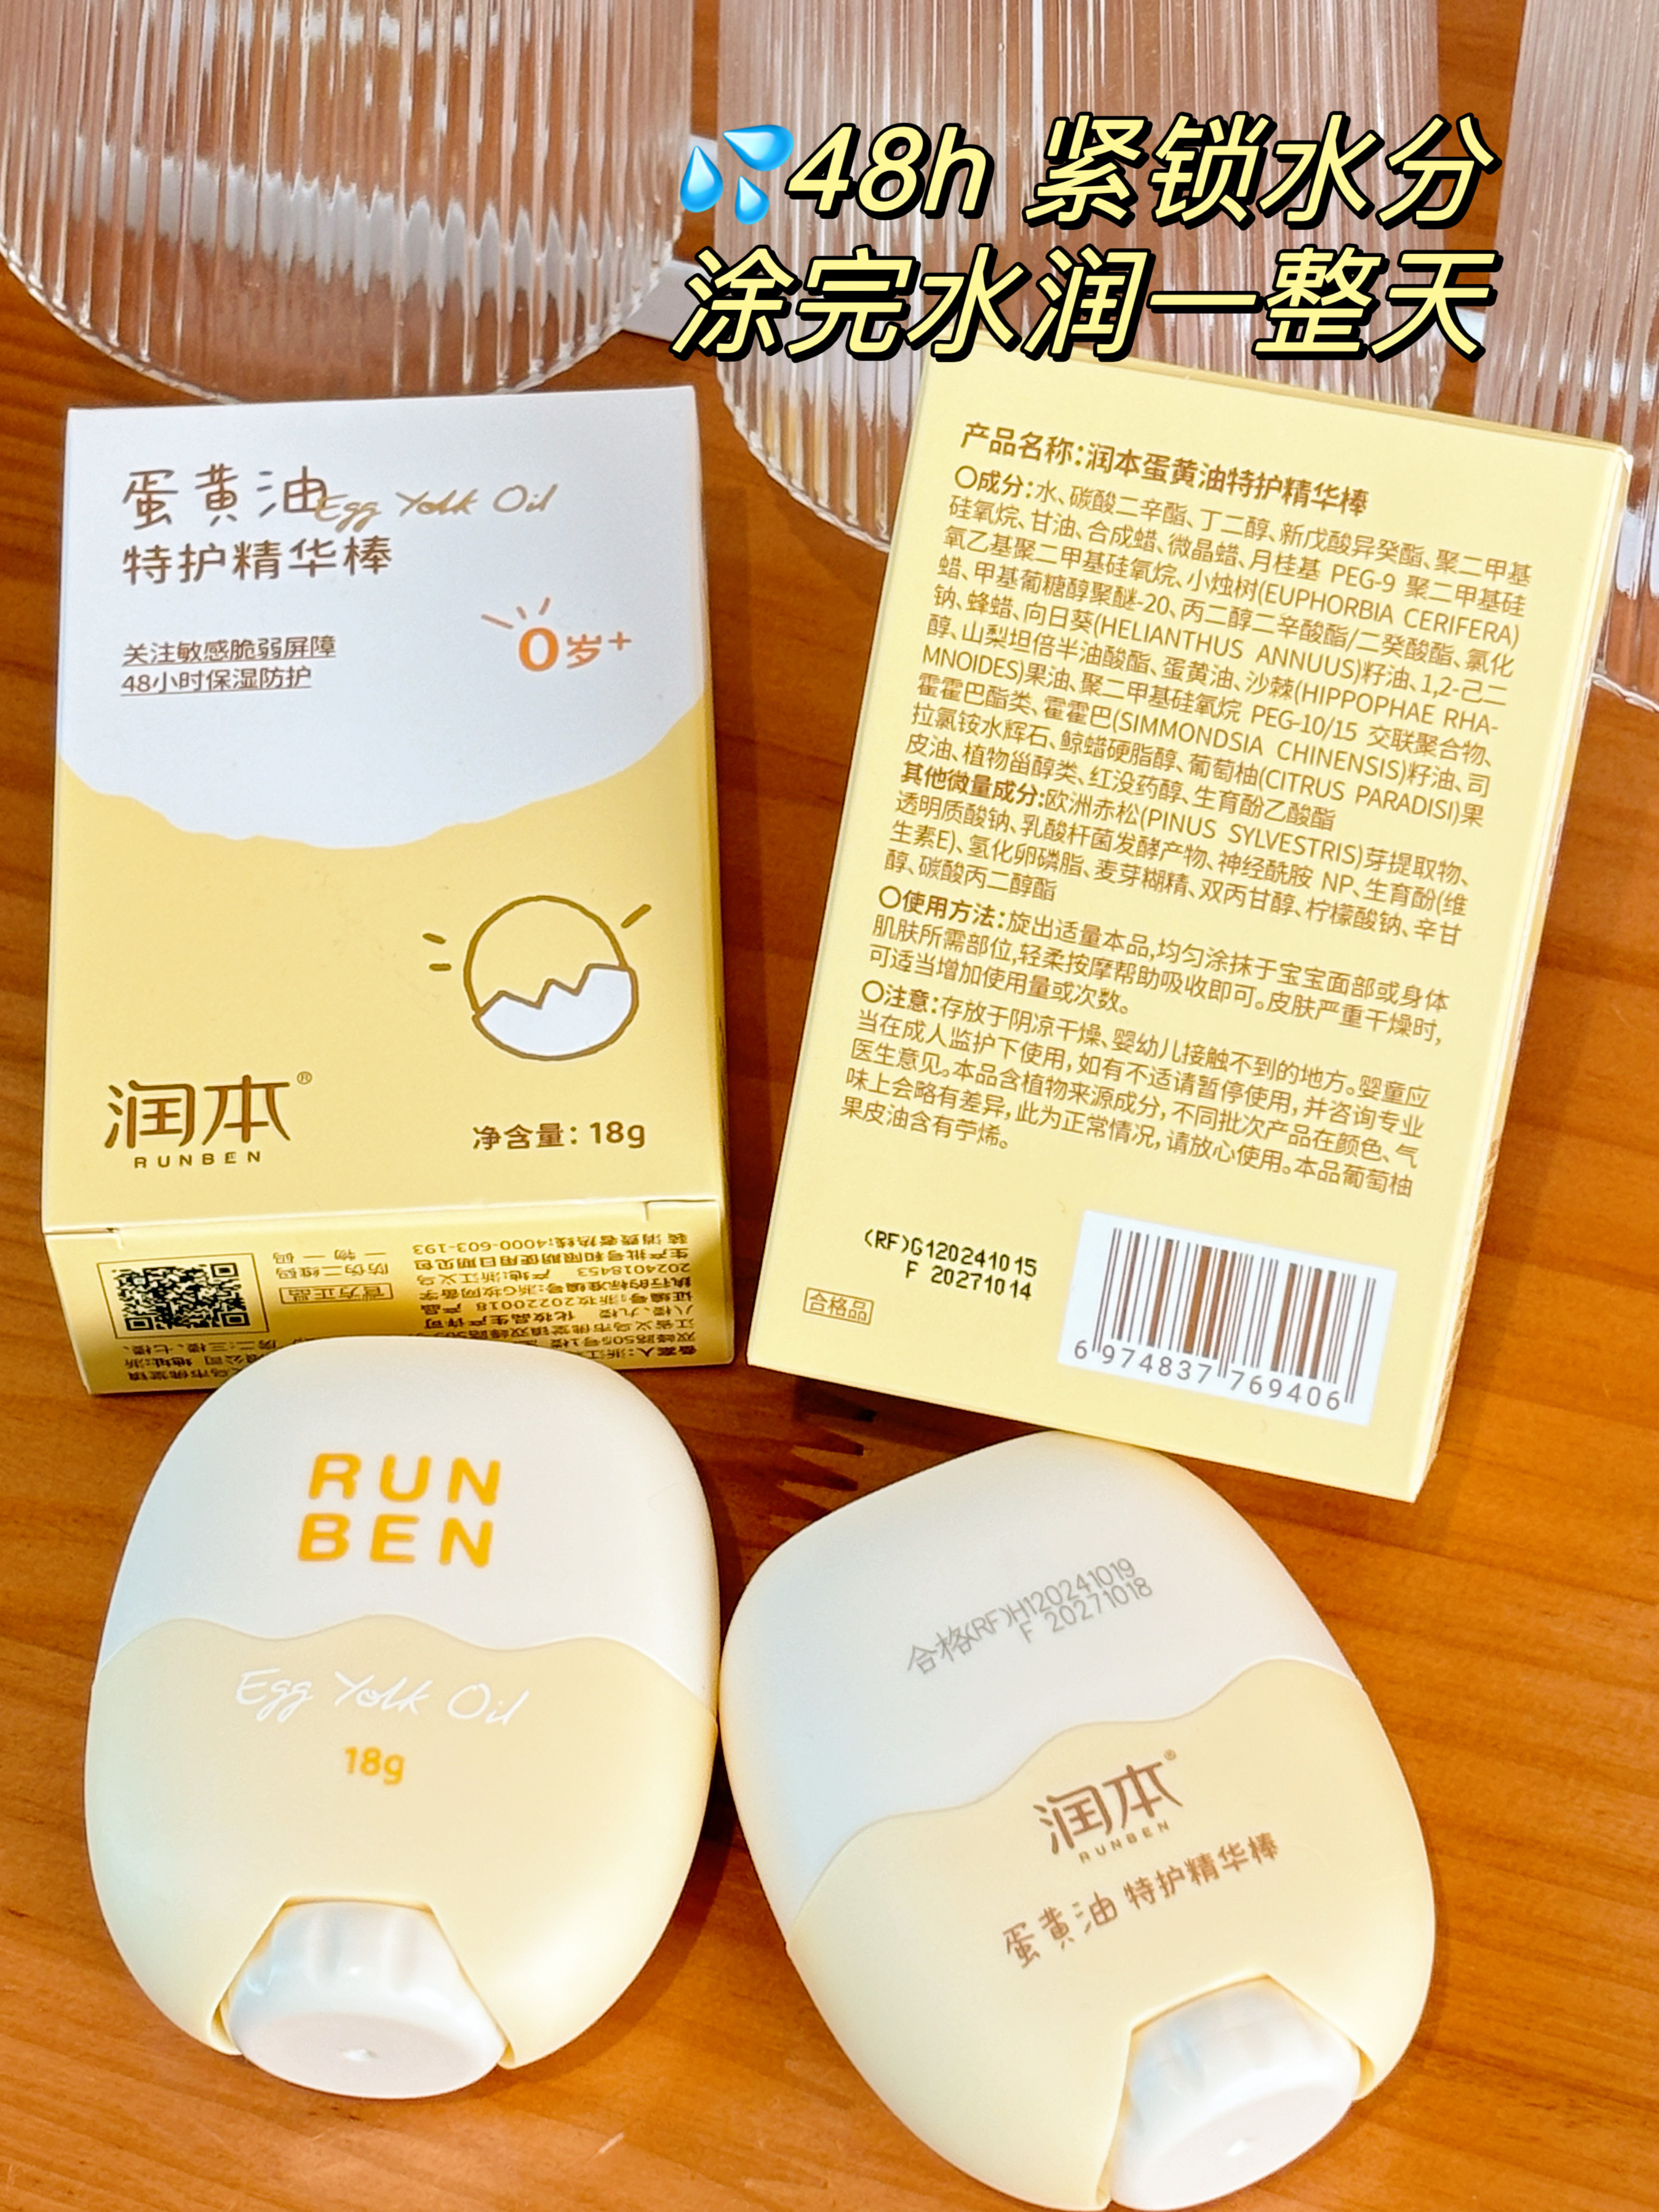 💦48h 紧锁水分
涂完水润一整天
蛋黄油Egg Yolk Oil
特护精华棒
关注敏感脆弱屏障
48小时保湿防护
0岁+
润本®
RUNBEN
净含量：18g
官方正品
防伪二维码
一物一码
产品名称:润本蛋黄油特护精华棒
〇成分:水、碳酸二辛酯、丁二醇、新戊酸异癸酯、聚二甲基
硅氧烷、甘油、合成蜡、微晶蜡、月桂基 PEG-9 聚二甲基硅
氧乙基聚二甲基硅氧烷、小烛树(EUPHORBIA CERIFERA)
蜡、甲基葡糖醇聚醚-20、丙二醇二辛酸酯/二癸酸酯、氯化
钠、蜂蜡、向日葵(HELIANTHUS ANNUUS)籽油、1,2-己二
醇、山梨坦倍半油酸酯、蛋黄油、沙棘(HIPPOPHAE RHA-
MNOIDES)果油、聚二甲基硅氧烷 PEG-10/15 交联聚合物、
霍霍巴酯类、霍霍巴(SIMMONDSIA CHINENSIS)籽油、司
拉氯铵水辉石、鲸蜡硬脂醇、葡萄柚(CITRUS PARADISI)果
皮油、植物甾醇类、红没药醇、生育酚乙酸酯
其他微量成分:欧洲赤松(PINUS SYLVESTRIS)芽提取物、
透明质酸钠、乳酸杆菌发酵产物、神经酰胺 NP、生育酚(维
生素E)、氢化卵磷脂、麦芽糊精、双丙甘醇、柠檬酸钠、辛甘
醇、碳酸丙二醇酯
〇使用方法:旋出适量本品,均匀涂抹于宝宝面部或身体
肌肤所需部位,轻柔按摩帮助吸收即可。皮肤严重干燥时,
可适当增加使用量或次数。
〇注意:存放于阴凉干燥、婴幼儿接触不到的地方。婴童应
当在成人监护下使用,如有不适请暂停使用,并咨询专业
医生意见。本品含植物来源成分,不同批次产品在颜色、气
味上会略有差异,此为正常情况,请放心使用。本品葡萄柚
果皮油含有苧烯。
(RF)G120241015
F 20271014
合格品
6 974837 769406
RUN
BEN
Egg Yolk Oil
18g
合格(RF)H120241019
F 20271018
润本®
RUNBEN
蛋黄油 特护精华棒